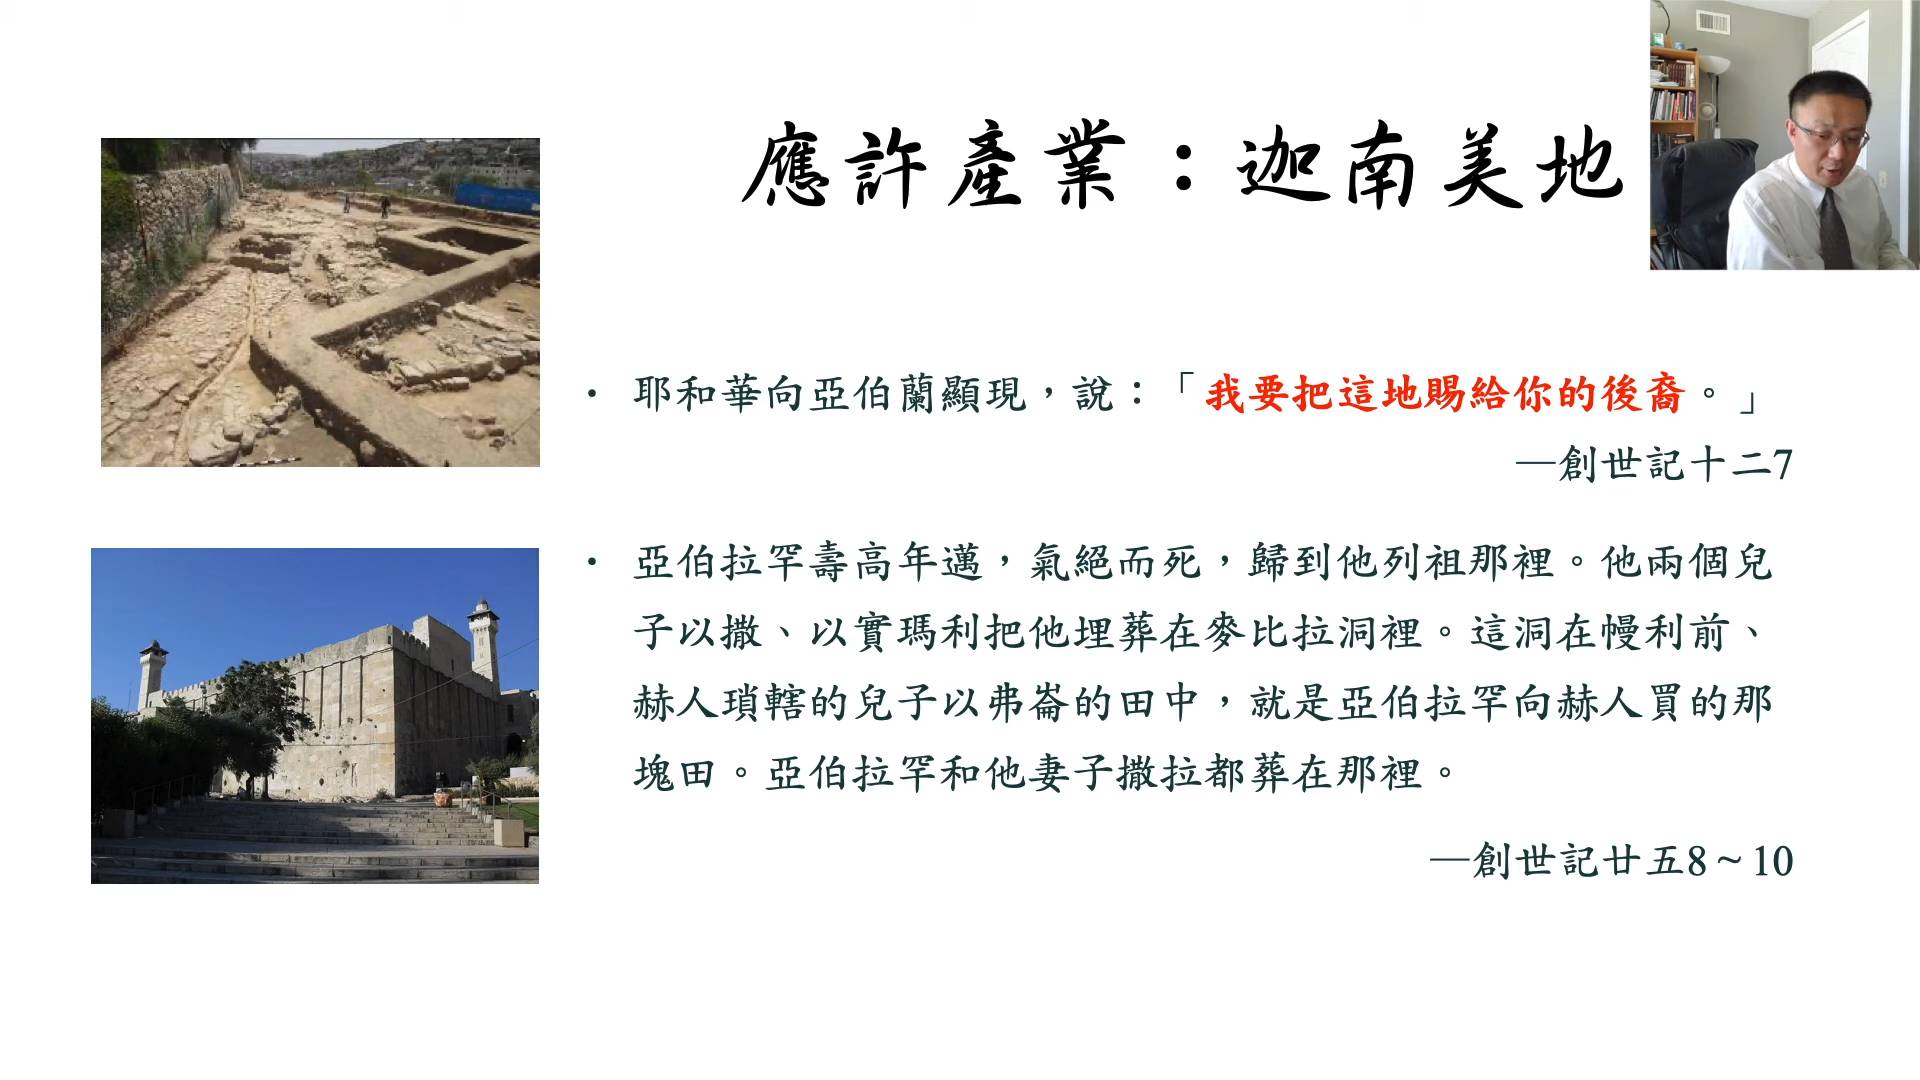 應許產業：迦南美地
• 耶和華向亞伯蘭顯現，說：「我要把這地賜給你的後裔。」
—創世記十二7
• 亞伯拉罕壽高年邁，氣絕而死，歸到他列祖那裡。他兩個兒
子以撒、以實瑪利把他埋葬在麥比拉洞裡。這洞在幔利前、
赫人瑣轄的兒子以弗崙的田中，就是亞伯拉罕向赫人買的那
塊田。亞伯拉罕和他妻子撒拉都葬在那裡。
—創世記廿五8～10